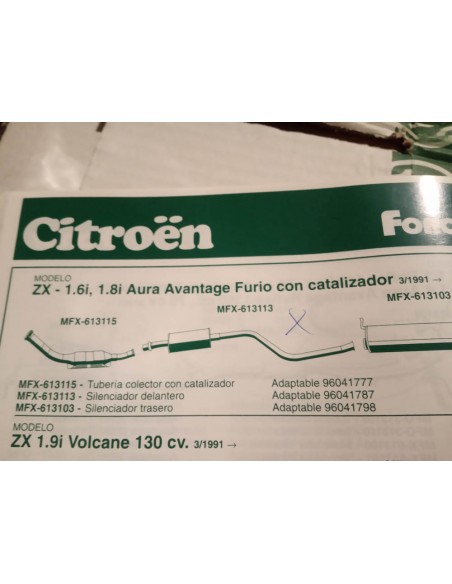 Citroën
MODELO
ZX - 1.6i, 1.8i Aura Avantage Furio con catalizador 3/1991 →
MFX-613103
MFX-613113
MFX-613115
MFX-613115 - Tubería colector con catalizador Adaptable 96041777
MFX-613113 - Silenciador delantero Adaptable 96041787
MFX-613103 - Silenciador trasero Adaptable 96041798
MODELO
ZX 1.9i Volcane 130 cv. 3/1991 →